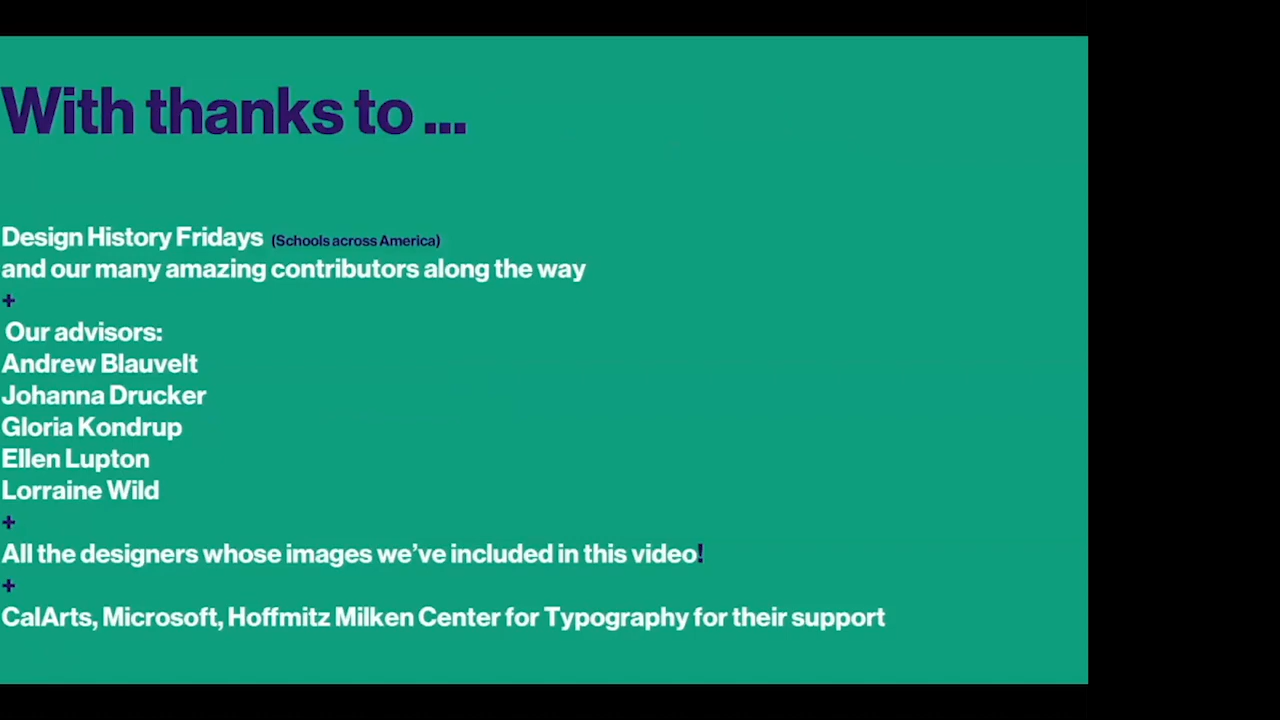 With thanks to ...
Design History Fridays (Schools across America)
and our many amazing contributors along the way
+
Our advisors:
Andrew Blauvelt
Johanna Drucker
Gloria Kondrup
Ellen Lupton
Lorraine Wild
+
All the designers whose images we’ve included in this video!
+
CalArts, Microsoft, Hoffmitz Milken Center for Typography for their support